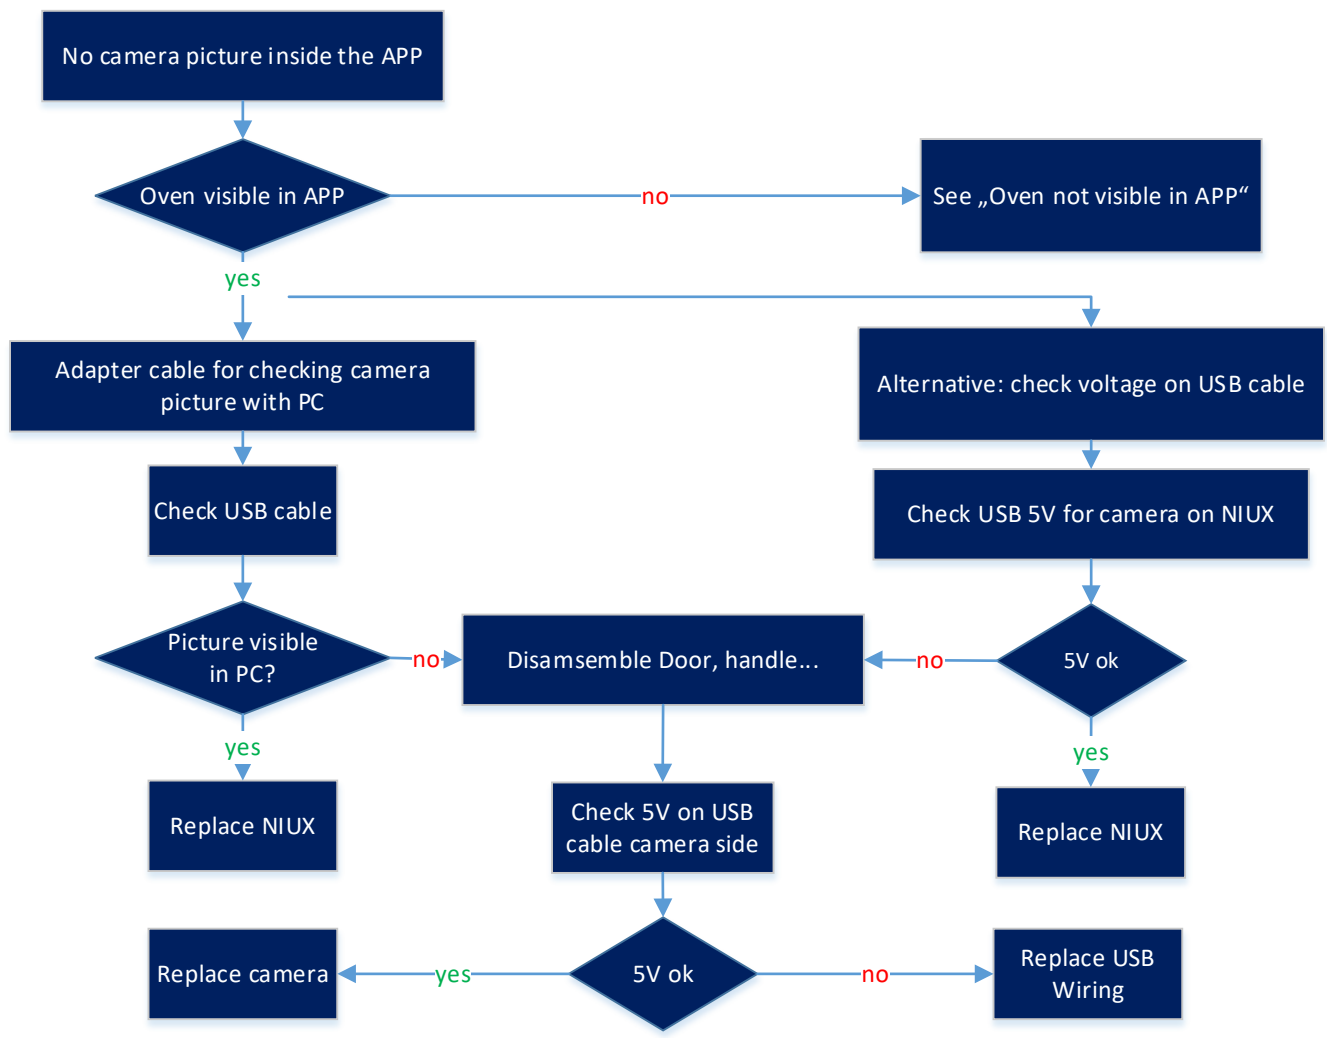 No camera picture inside the APP
Oven visible in APP
no
See „Oven not visible in APP“
yes
Adapter cable for checking camera
picture with PC
Alternative: check voltage on USB cable
Check USB cable
Check USB 5V for camera on NIUX
Picture visible
in PC?
no
Disamsemble Door, handle...
no
5V ok
yes
yes
Replace NIUX
Check 5V on USB
cable camera side
Replace NIUX
Replace camera
yes
5V ok
no
Replace USB
Wiring